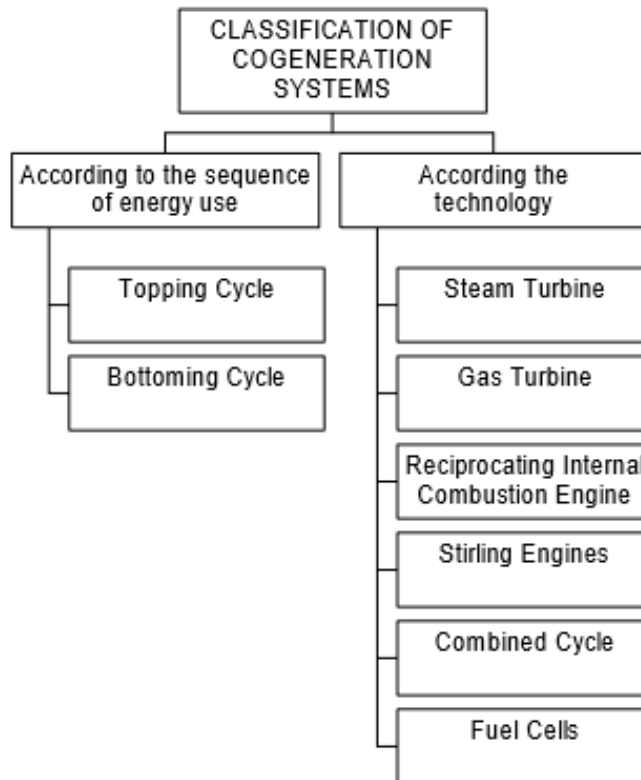 CLASSIFICATION OF
COGENERATION
SYSTEMS
According to the sequence
of energy use
Topping Cycle
Bottoming Cycle
According the
technology
Steam Turbine
Gas Turbine
Reciprocating Internal
Combustion Engine
Stirling Engines
Combined Cycle
Fuel Cells